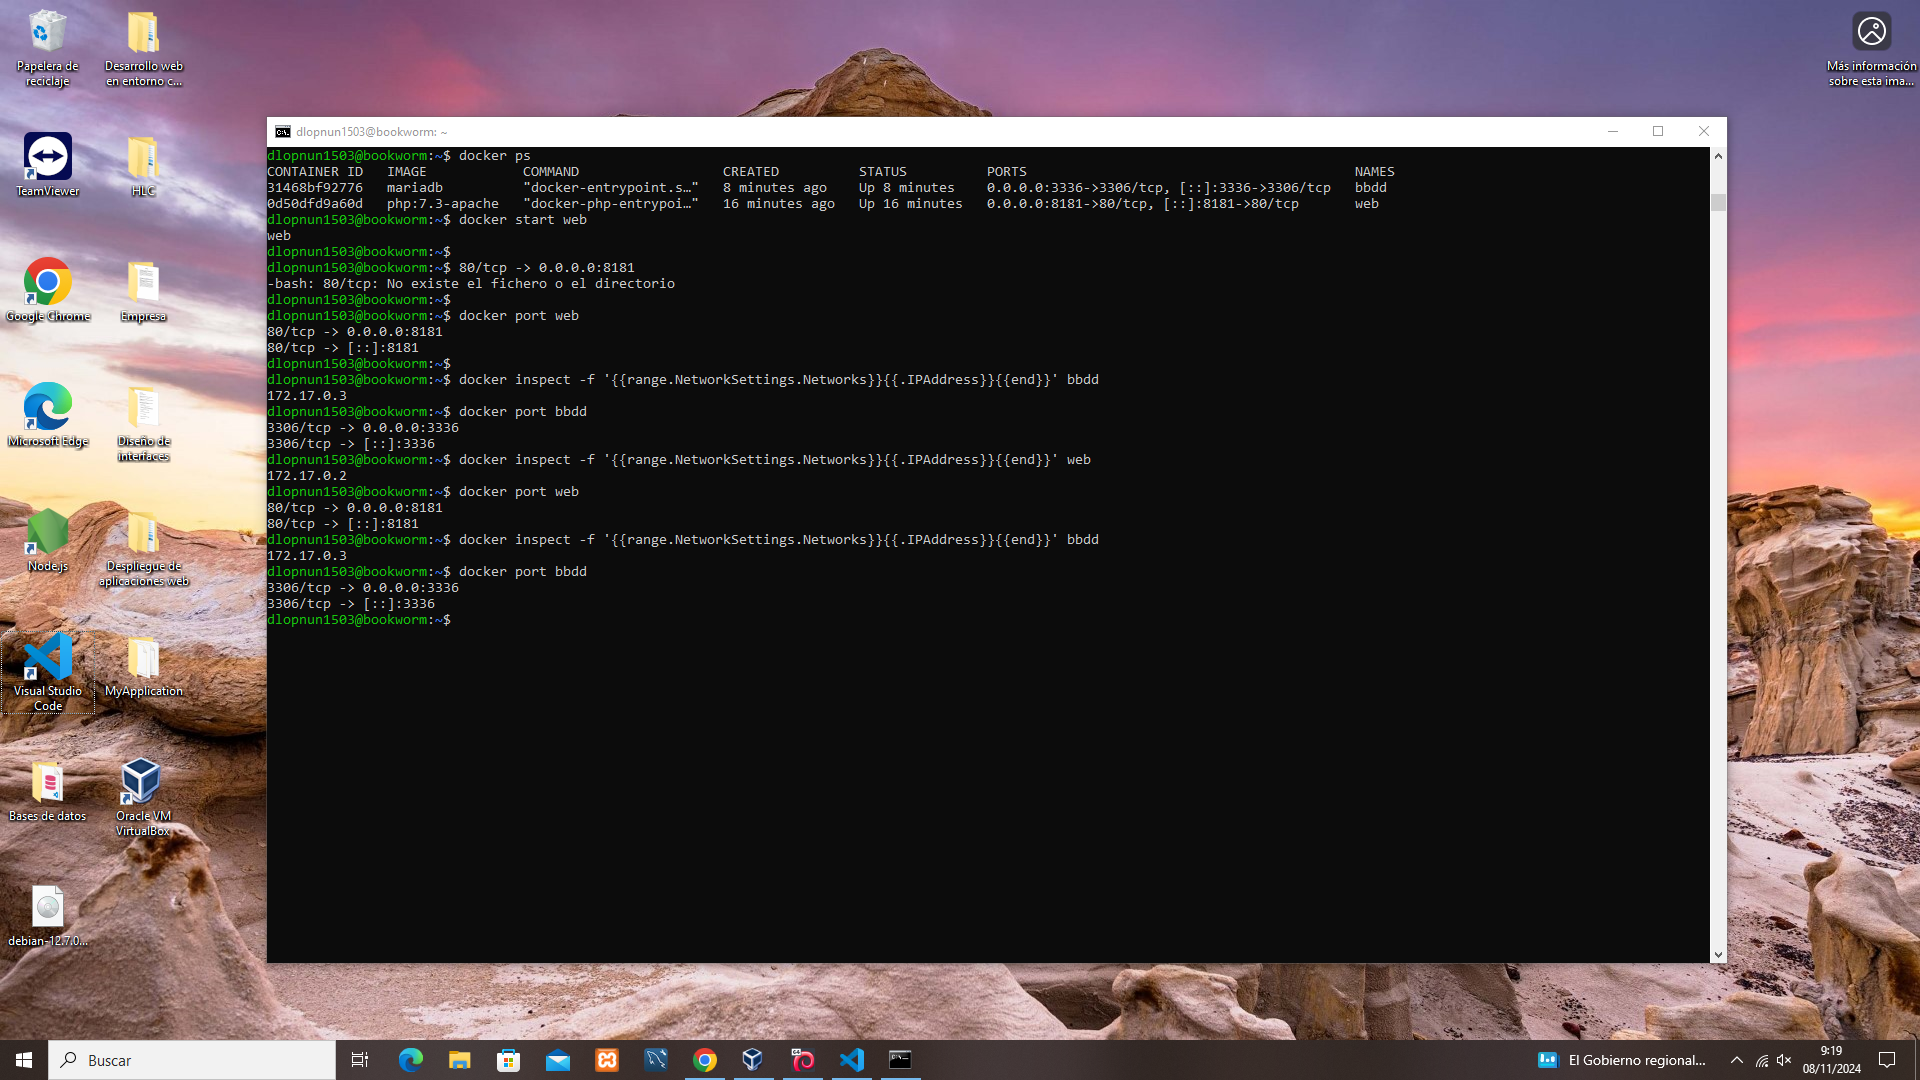 Papelera de
reciclaje
Desarrollo web
en entorno c...
TeamViewer
HLC
Google Chrome
Empresa
Microsoft Edge
Diseño de
interfaces
Node.js
Despliegue de
aplicaciones web
Visual Studio
Code
MyApplication
Bases de datos
Oracle VM
VirtualBox
debian-12.7.0...
Más información
sobre esta ima...
dlopnun1503@bookworm: ~
dlopnun1503@bookworm:~$ docker ps
CONTAINER ID   IMAGE            COMMAND                  CREATED          STATUS          PORTS                                         NAMES
31468bf92776   mariadb          "docker-entrypoint.s…"   8 minutes ago    Up 8 minutes    0.0.0.0:3336->3306/tcp, [::]:3336->3306/tcp   bbdd
0d50dfd9a60d   php:7.3-apache   "docker-php-entrypoi…"   16 minutes ago   Up 16 minutes   0.0.0.0:8181->80/tcp, [::]:8181->80/tcp       web
dlopnun1503@bookworm:~$ docker start web
web
dlopnun1503@bookworm:~$
dlopnun1503@bookworm:~$ 80/tcp -> 0.0.0.0:8181
-bash: 80/tcp: No existe el fichero o el directorio
dlopnun1503@bookworm:~$
dlopnun1503@bookworm:~$ docker port web
80/tcp -> 0.0.0.0:8181
80/tcp -> [::]:8181
dlopnun1503@bookworm:~$
dlopnun1503@bookworm:~$ docker inspect -f '{{range.NetworkSettings.Networks}}{{.IPAddress}}{{end}}' bbdd
172.17.0.3
dlopnun1503@bookworm:~$ docker port bbdd
3306/tcp -> 0.0.0.0:3336
3306/tcp -> [::]:3336
dlopnun1503@bookworm:~$ docker inspect -f '{{range.NetworkSettings.Networks}}{{.IPAddress}}{{end}}' web
172.17.0.2
dlopnun1503@bookworm:~$ docker port web
80/tcp -> 0.0.0.0:8181
80/tcp -> [::]:8181
dlopnun1503@bookworm:~$ docker inspect -f '{{range.NetworkSettings.Networks}}{{.IPAddress}}{{end}}' bbdd
172.17.0.3
dlopnun1503@bookworm:~$ docker port bbdd
3306/tcp -> 0.0.0.0:3336
3306/tcp -> [::]:3336
dlopnun1503@bookworm:~$
Buscar
El Gobierno regional...
9:19
08/11/2024